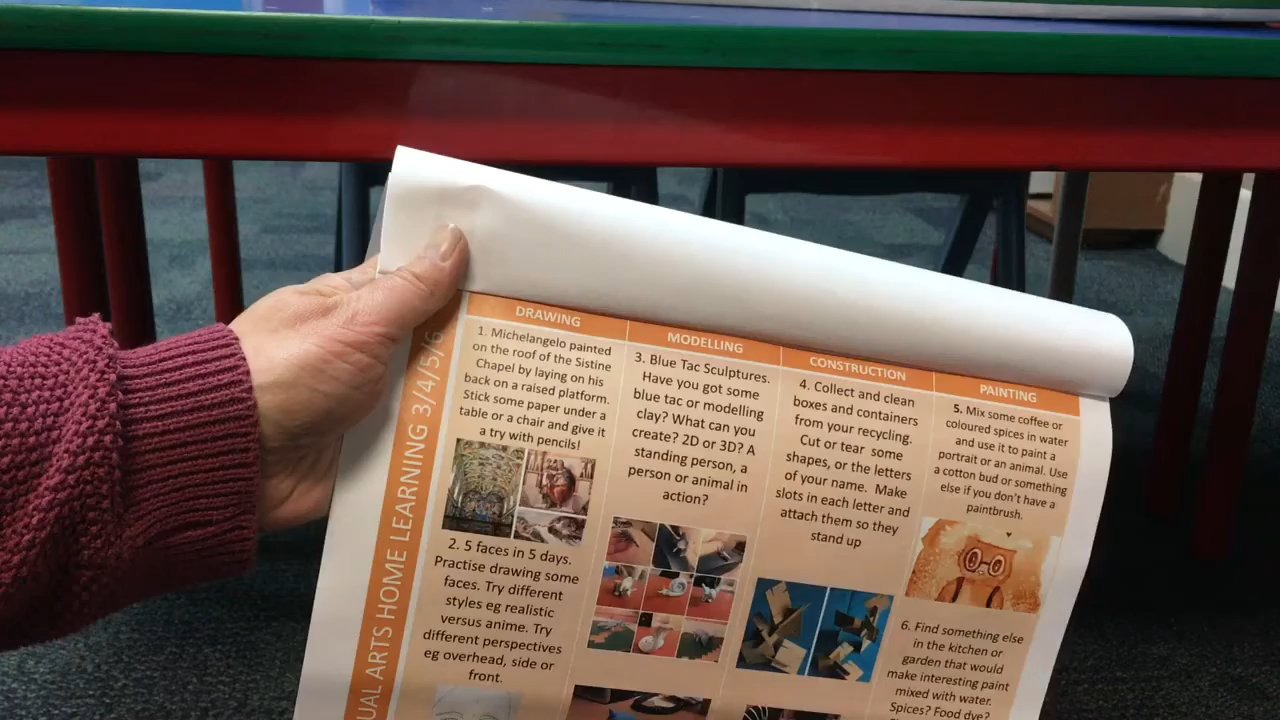 UAL ARTS HOME LEARNING 3/4/5/6
DRAWING
1. Michelangelo painted
on the roof of the Sistine
Chapel by laying on his
back on a raised platform.
Stick some paper under a
table or a chair and give it
a try with pencils!
2. 5 faces in 5 days.
Practise drawing some
faces. Try different
styles eg realistic
versus anime. Try
different perspectives
eg overhead, side or
front.
MODELLING
3. Blue Tac Sculptures.
Have you got some
blue tac or modelling
clay? What can you
create? 2D or 3D? A
standing person, a
person or animal in
action?
CONSTRUCTION
4. Collect and clean
boxes and containers
from your recycling.
Cut or tear some
shapes, or the letters
of your name. Make
slots in each letter and
attach them so they
stand up
PAINTING
5. Mix some coffee or
coloured spices in water
and use it to paint a
portrait or an animal. Use
a cotton bud or something
else if you don't have a
paintbrush.
6. Find something else
in the kitchen or
garden that would
make interesting paint
mixed with water.
Spices? Food dye?